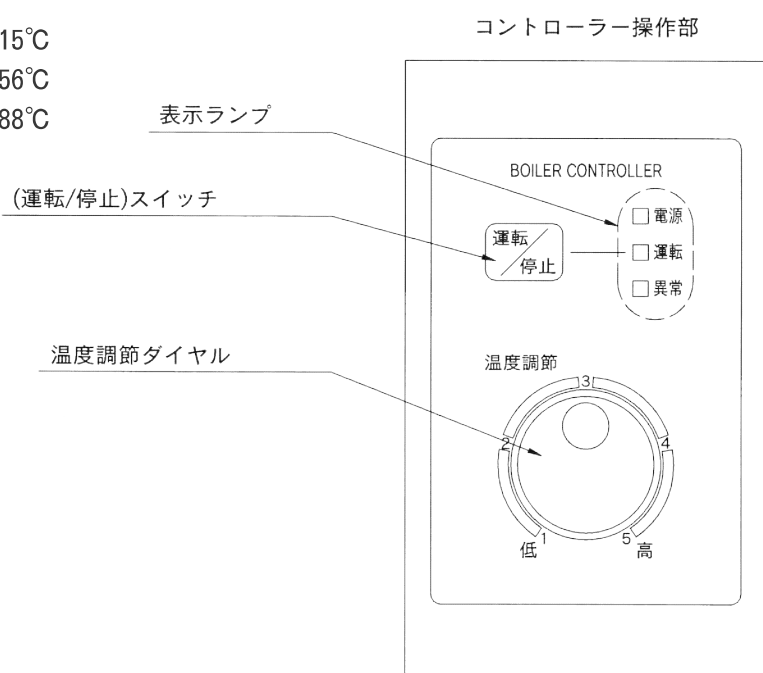 コントローラー操作部
15℃
56℃
88℃
表示ランプ
BOILER CONTROLLER
(運転/停止)スイッチ
運転/停止
電源
運転
異常
温度調節ダイヤル
温度調節
3
2
4
1
5
低
高